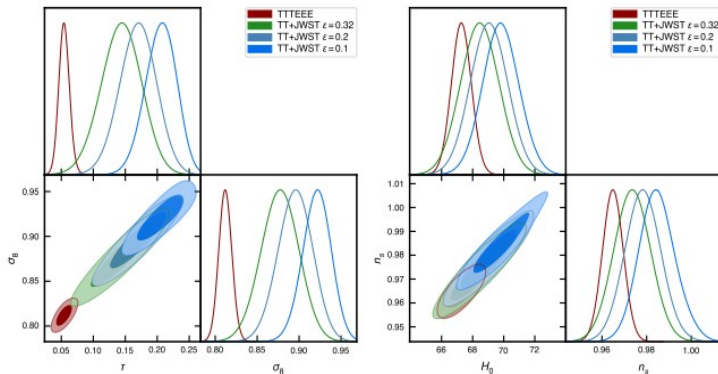 TTTEEE
TT+JWST ε=0.32
TT+JWST ε=0.2
TT+JWST ε=0.1
0.95
0.90
0.85
0.80
σ8
0.05 0.10 0.15 0.20 0.25
τ
0.80 0.85 0.90 0.95
σ8
TTTEEE
TT+JWST ε=0.32
TT+JWST ε=0.2
TT+JWST ε=0.1
1.01
1.00
0.99
0.98
0.97
0.96
0.95
ns
66 68 70 72
H0
0.96 0.98 1.00
ns